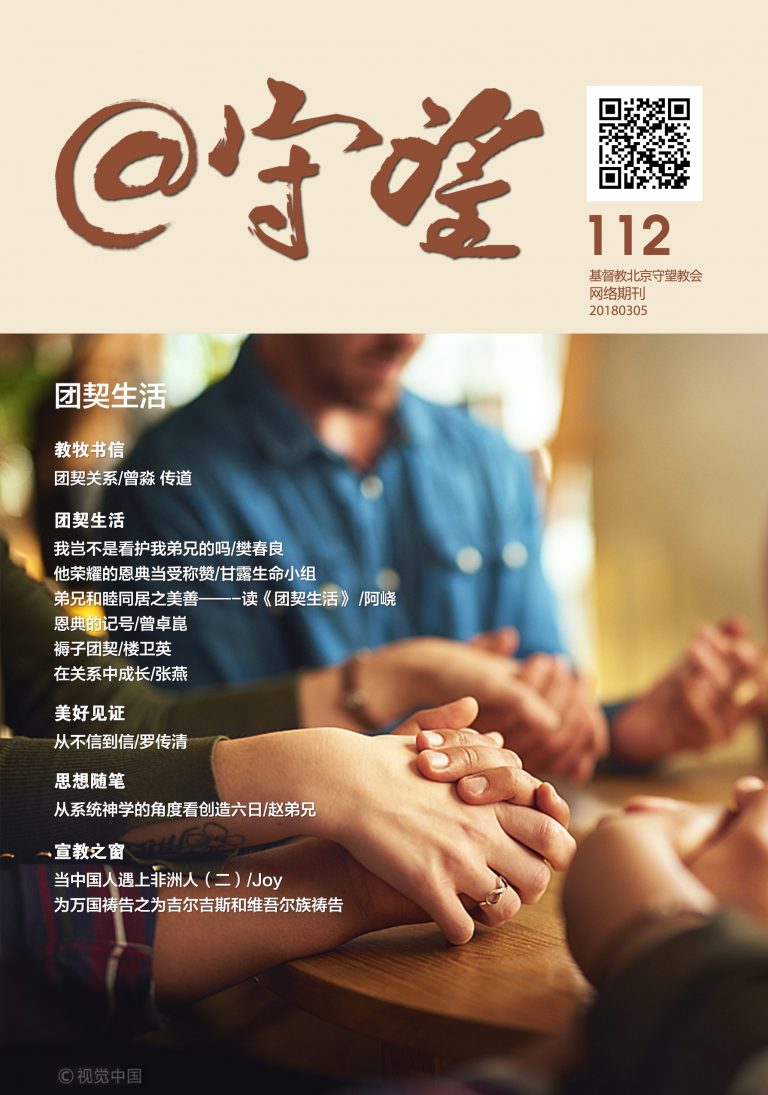 @守望
112
基督教北京守望教会
网络期刊
20180305
团契生活
教牧书信
团契关系/曾淼 传道
团契生活
我岂不是看护我弟兄的吗/樊春良
他荣耀的恩典当受称赞/甘露生命小组
弟兄和睦同居之美善————读《团契生活》/阿峣
恩典的记号/曾卓崑
褥子团契/楼卫英
在关系中成长/张燕
美好见证
从不信到信/罗传清
思想随笔
从系统神学的角度看创造六日/赵弟兄
宣教之窗
当中国人遇上非洲人（二）/Joy
为万国祷告之为吉尔吉斯和维吾尔族祷告
©视觉中国